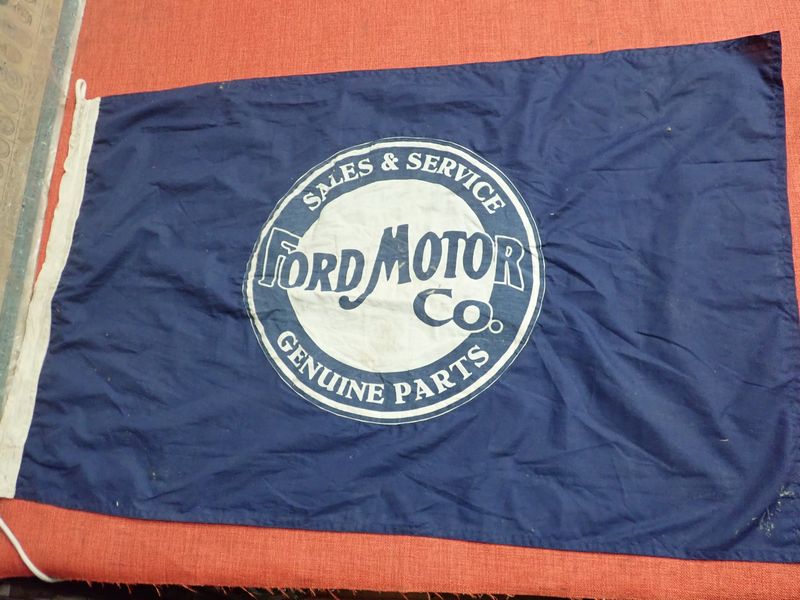 SALES & SERVICE
FORD MOTOR
CO.
GENUINE PARTS